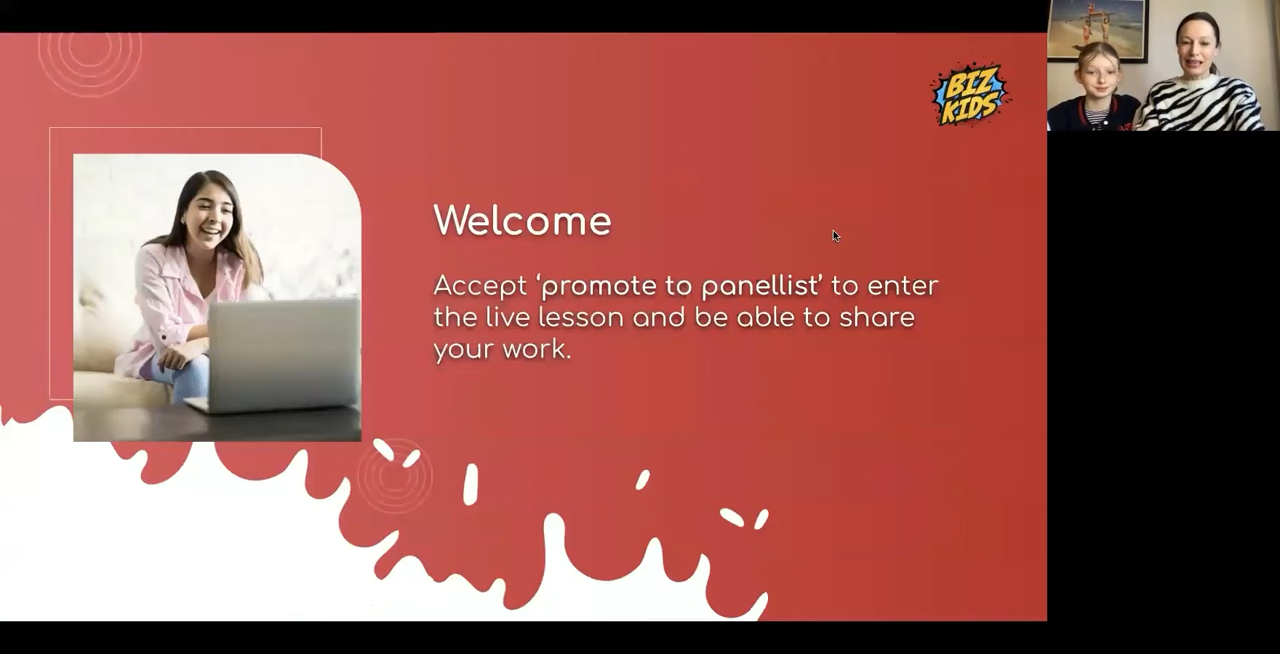 BIZ
KIDS
Welcome
Accept ‘promote to panellist’ to enter
the live lesson and be able to share
your work.